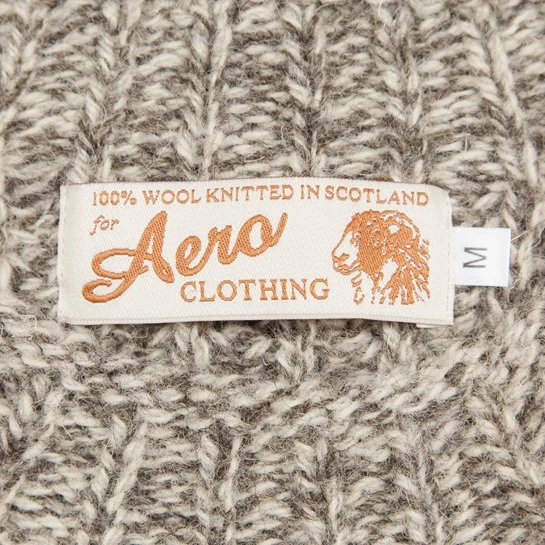 100% WOOL KNITTED IN SCOTLAND
for
Aero
CLOTHING
M